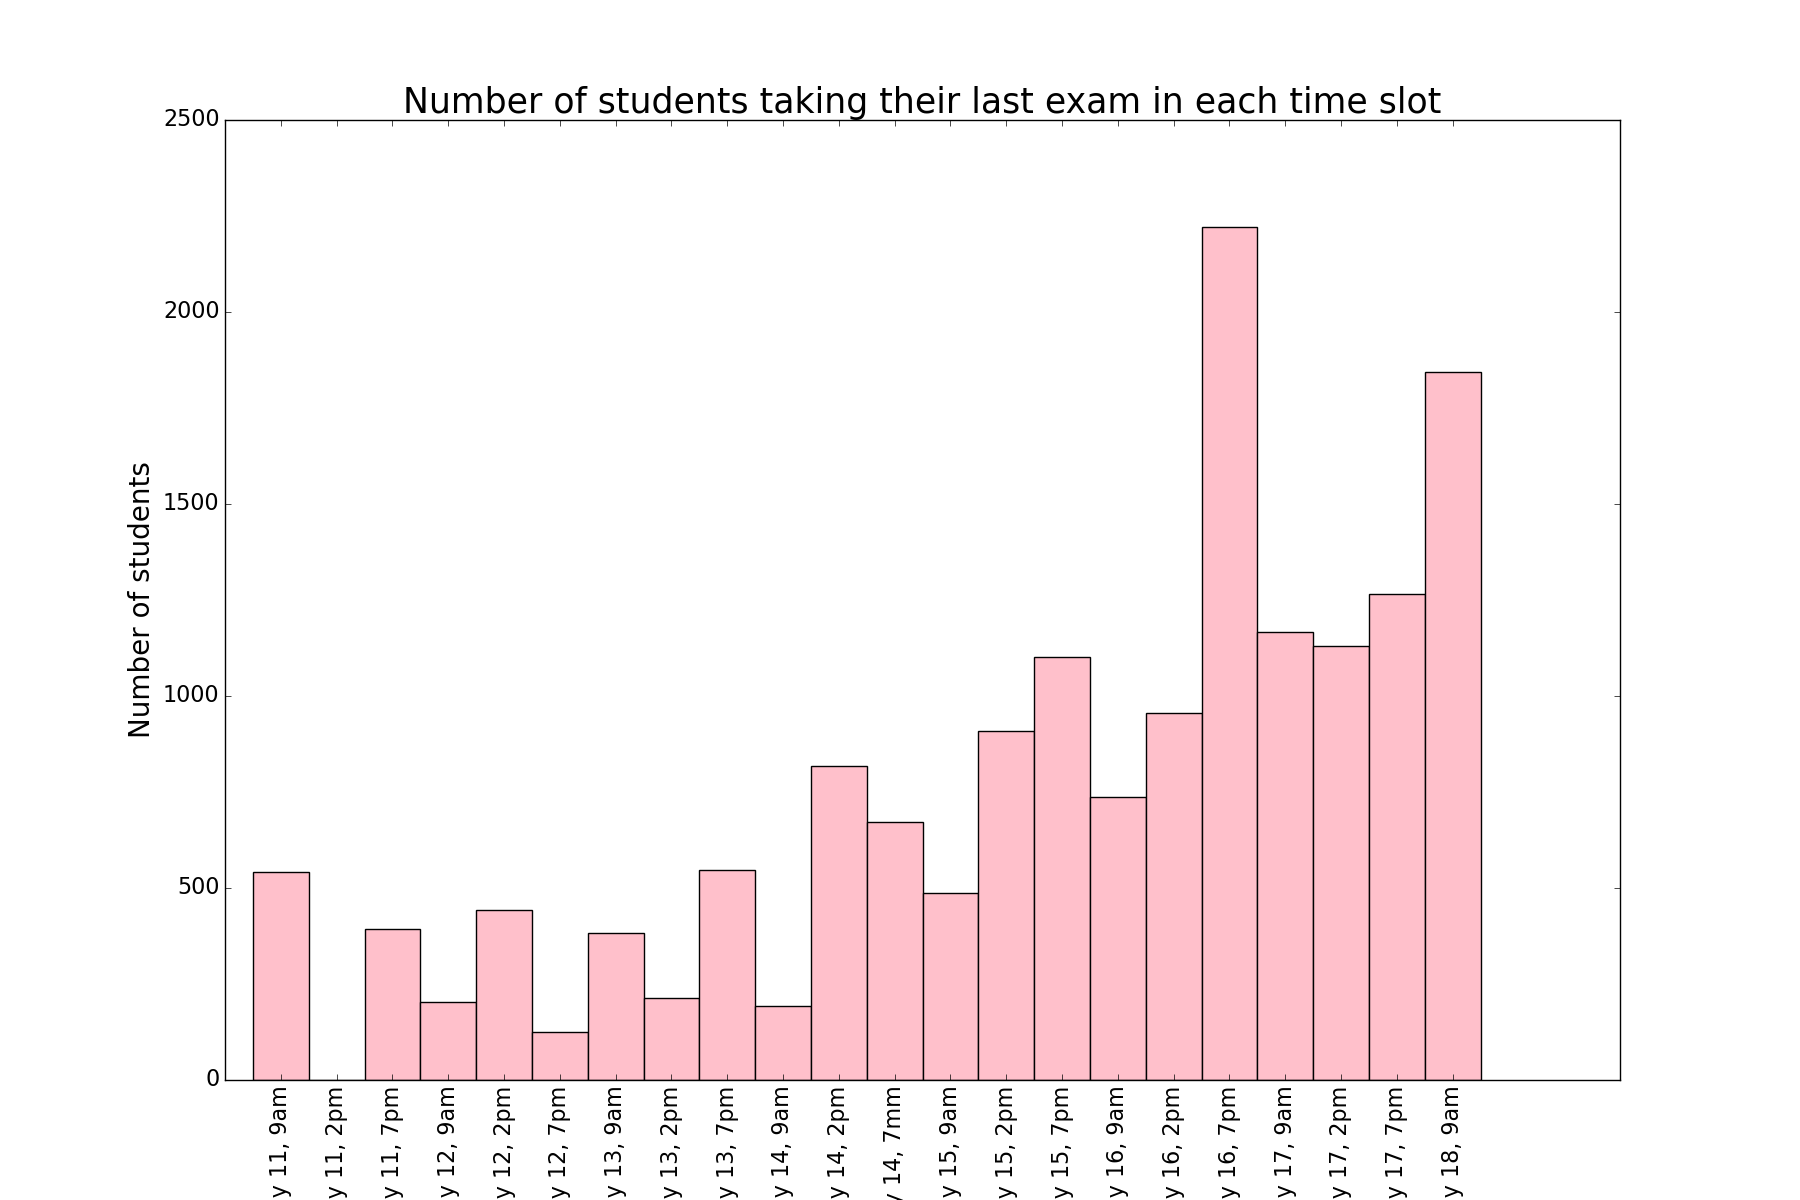 Number of students taking their last exam in each time slot
2500
2000
1500
1000
500
0
Number of students
y 11, 9am
y 11, 2pm
y 11, 7pm
y 12, 9am
y 12, 2pm
y 12, 7pm
y 13, 9am
y 13, 2pm
y 13, 7pm
y 14, 9am
y 14, 2pm
y 14, 7mm
y 15, 9am
y 15, 2pm
y 15, 7pm
y 16, 9am
y 16, 2pm
y 16, 7pm
y 17, 9am
y 17, 2pm
y 17, 7pm
y 18, 9am